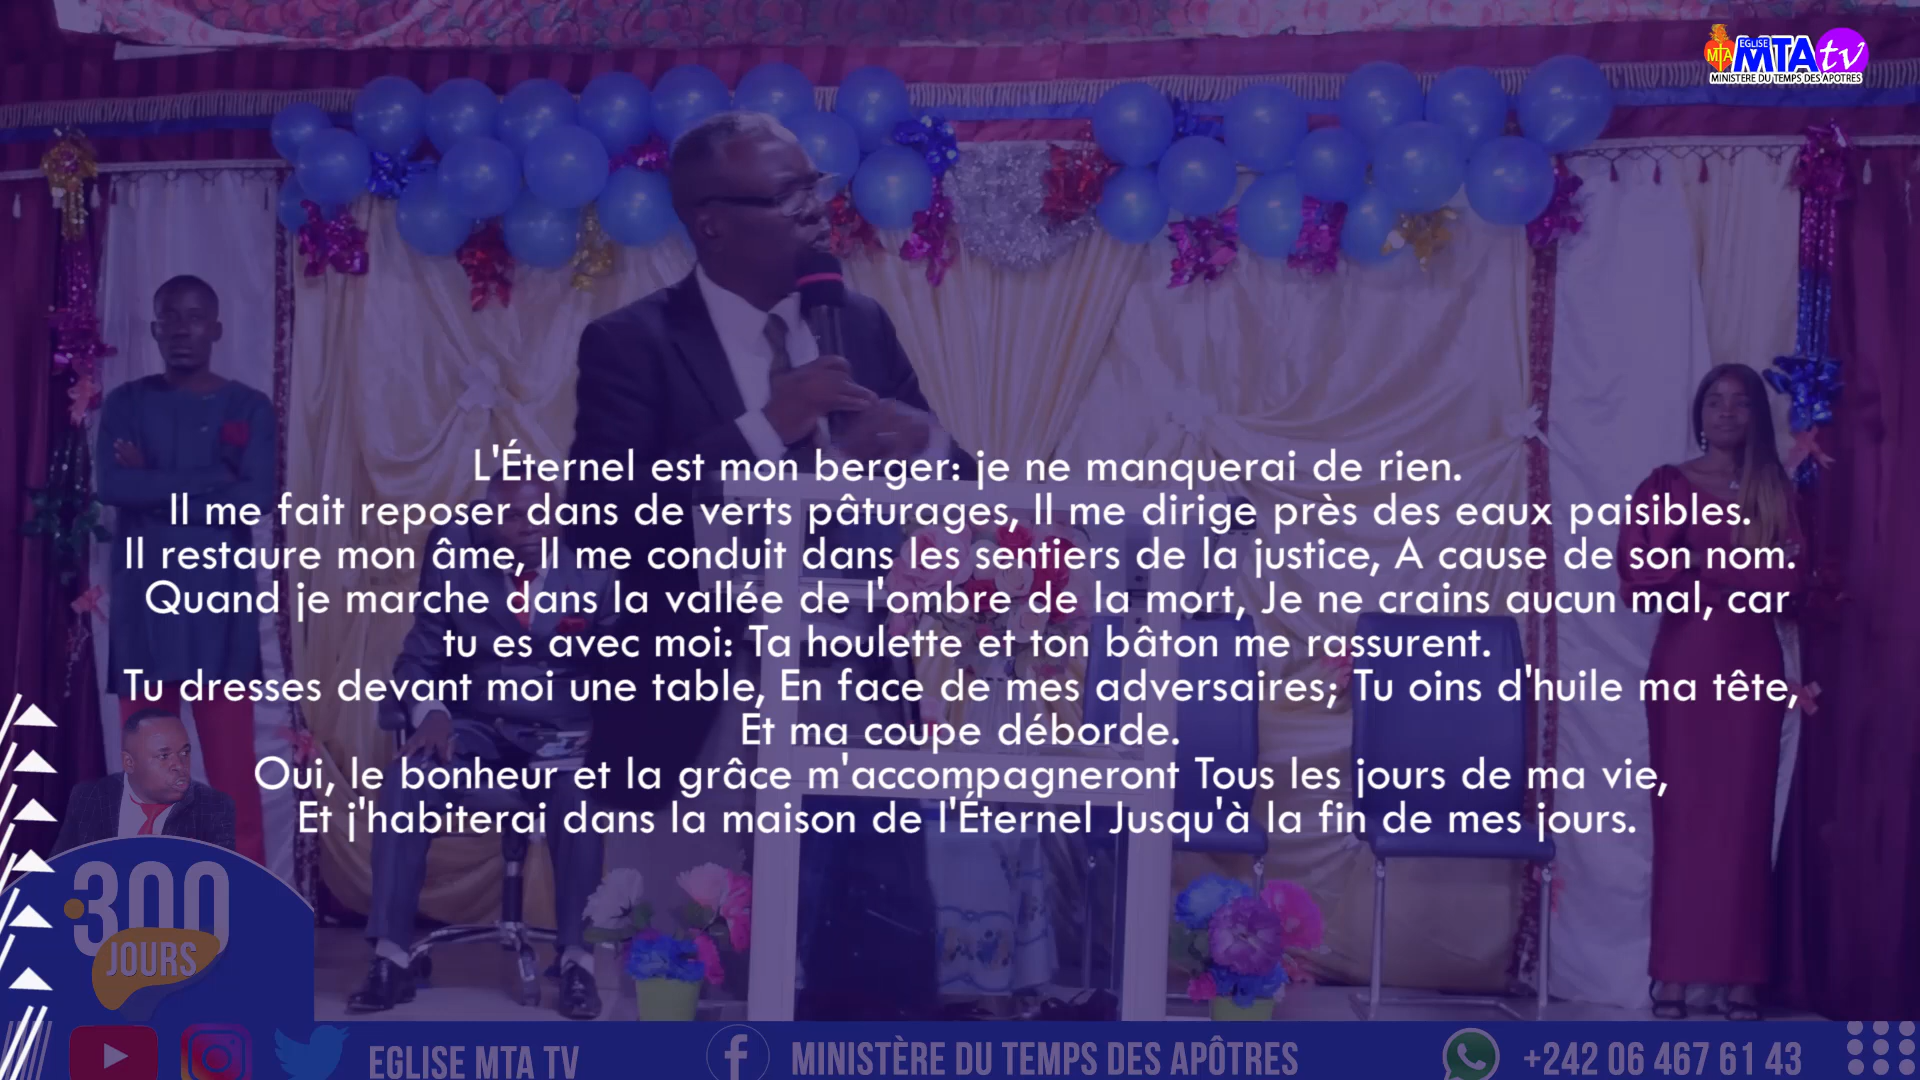 MTA
EGLISE
MTA tv
MINISTERE DU TEMPS DES APOTRES
L'Éternel est mon berger: je ne manquerai de rien.
Il me fait reposer dans de verts pâturages, Il me dirige près des eaux paisibles.
Il restaure mon âme, Il me conduit dans les sentiers de la justice, A cause de son nom.
Quand je marche dans la vallée de l'ombre de la mort, Je ne crains aucun mal, car
tu es avec moi: Ta houlette et ton bâton me rassurent.
Tu dresses devant moi une table, En face de mes adversaires; Tu oins d'huile ma tête,
Et ma coupe déborde.
Oui, le bonheur et la grâce m'accompagneront Tous les jours de ma vie,
Et j'habiterai dans la maison de l'Éternel Jusqu'à la fin de mes jours.
300
JOURS
EGLISE MTA TV
MINISTÈRE DU TEMPS DES APÔTRES
+242 06 467 61 43